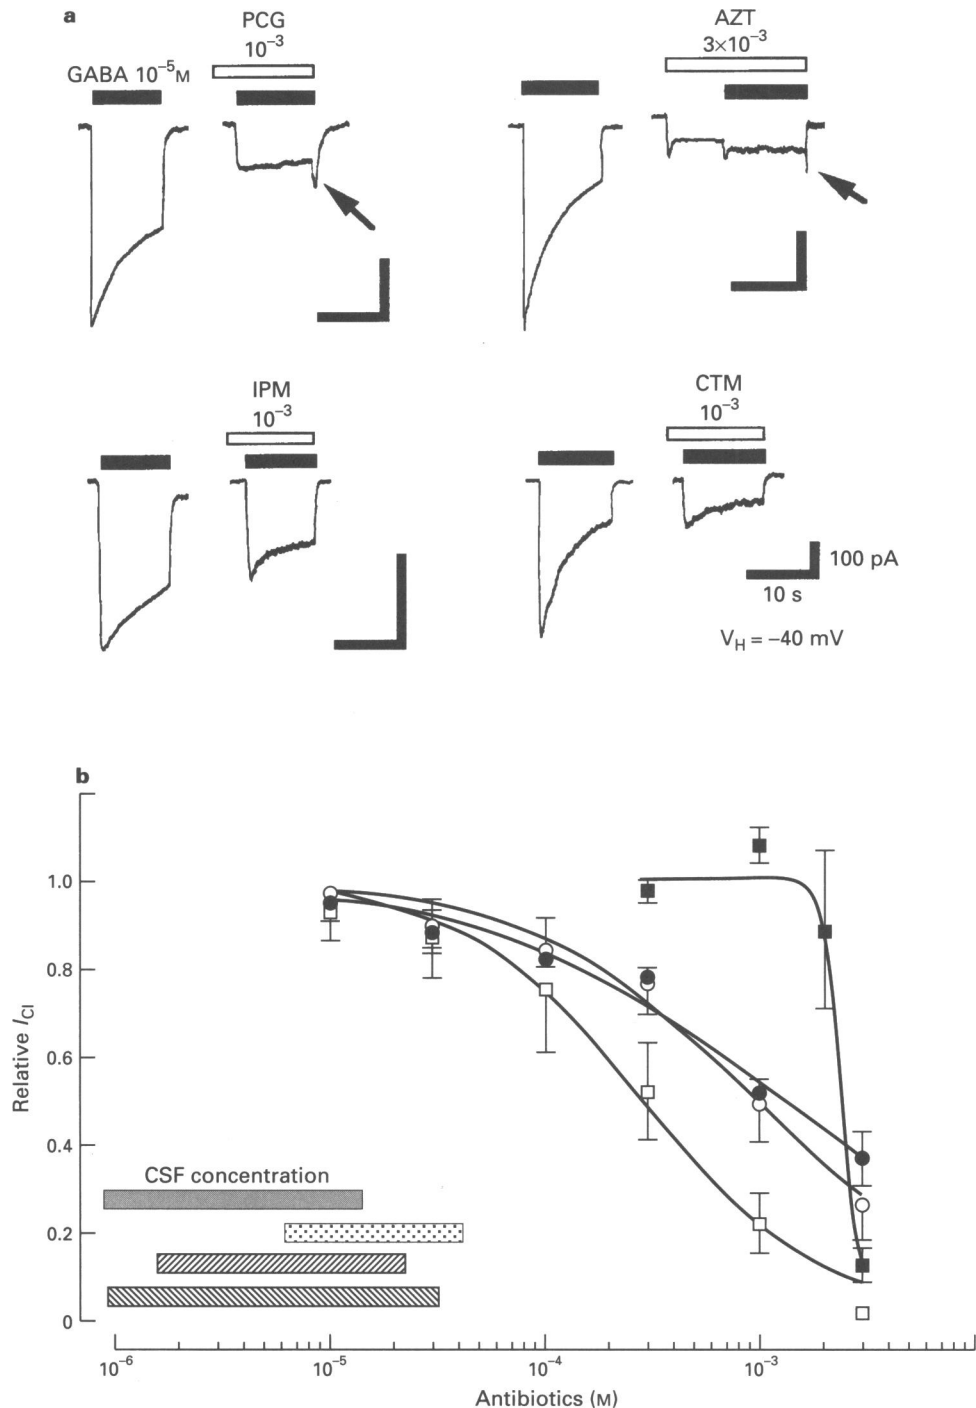 a
PCG
10⁻³
GABA 10⁻⁵M
AZT
3×10⁻³
IPM
10⁻³
CTM
10⁻³
100 pA
10 s
V_H = −40 mV
b
1.0
0.8
0.6
0.4
0.2
0
Relative I_Cl
CSF concentration
10⁻⁶
10⁻⁵
10⁻⁴
10⁻³
Antibiotics (M)